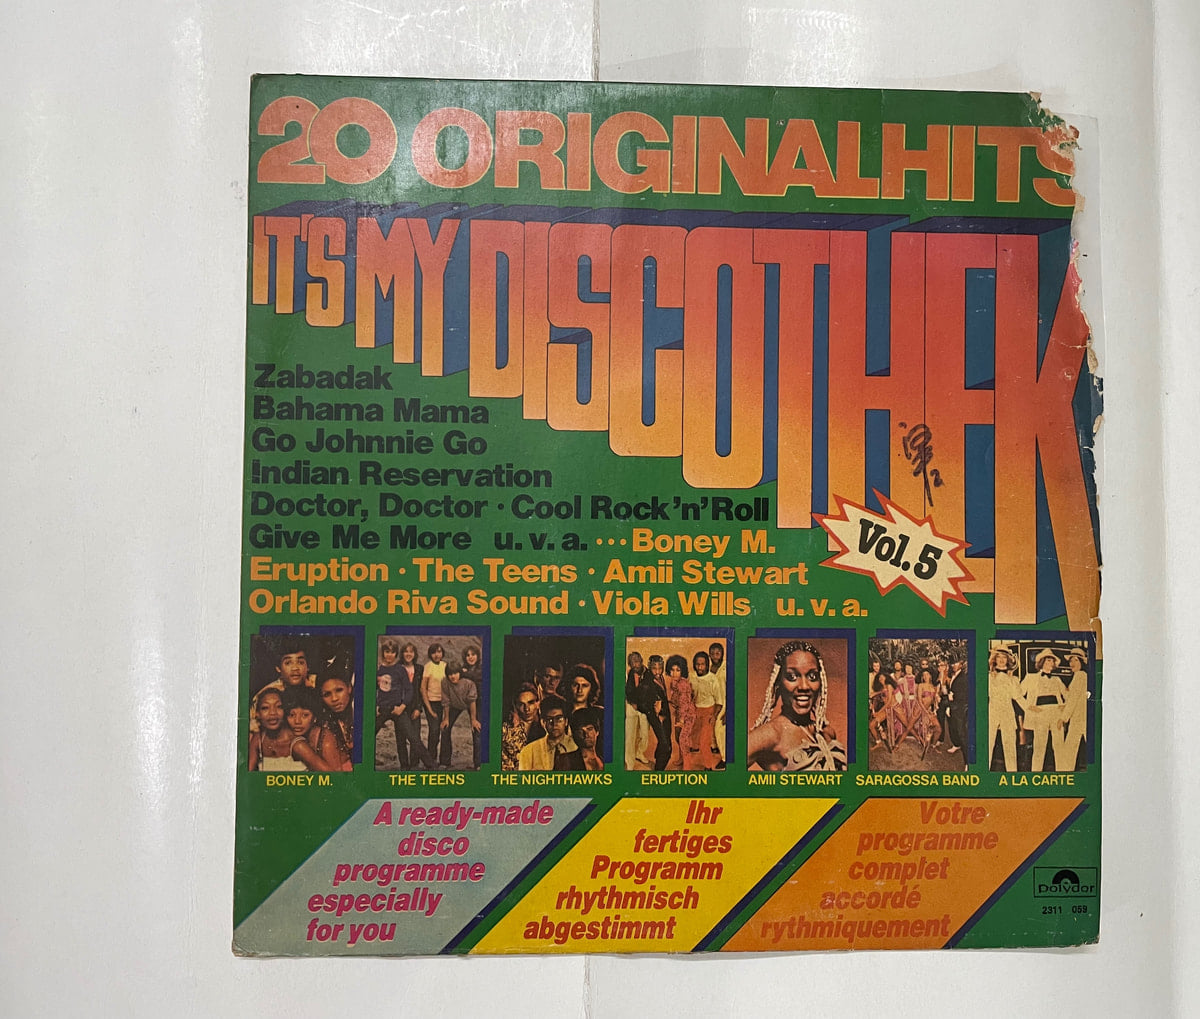 20 ORIGINALHITS
IT'S MY DISCOTHEK
Zabadak
Bahama Mama
Go Johnnie Go
Indian Reservation
Doctor, Doctor · Cool Rock'n'Roll
Give Me More u.v.a. ··· Boney M.
Eruption · The Teens · Amii Stewart
Orlando Riva Sound · Viola Wills u.v.a.
Vol.5
BONEY M.
THE TEENS
THE NIGHTHAWKS
ERUPTION
AMII STEWART
SARAGOSSA BAND
A LA CARTE
A ready-made
disco
programme
especially
for you
Ihr
fertiges
Programm
rhythmisch
abgestimmt
Votre
programme
complet
accordé
rythmiquement
polydor
2311 059